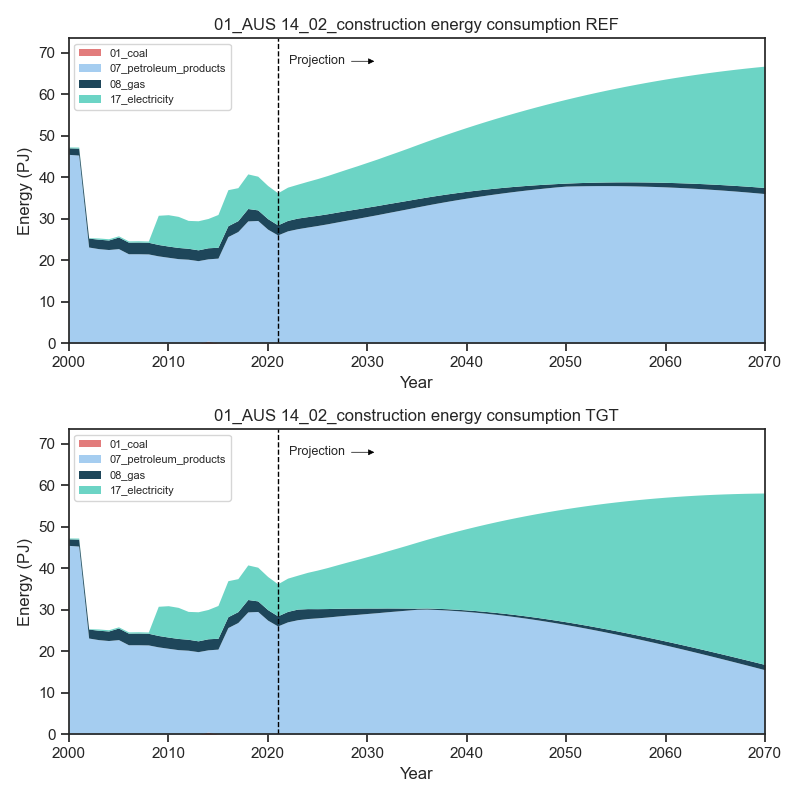 01_AUS 14_02_construction energy consumption REF
70
60
50
40
30
20
10
0
Energy (PJ)
01_coal
07_petroleum_products
08_gas
17_electricity
Projection
2000 2010 2020 2030 2040 2050 2060 2070
Year
01_AUS 14_02_construction energy consumption TGT
70
60
50
40
30
20
10
0
Energy (PJ)
01_coal
07_petroleum_products
08_gas
17_electricity
Projection
2000 2010 2020 2030 2040 2050 2060 2070
Year